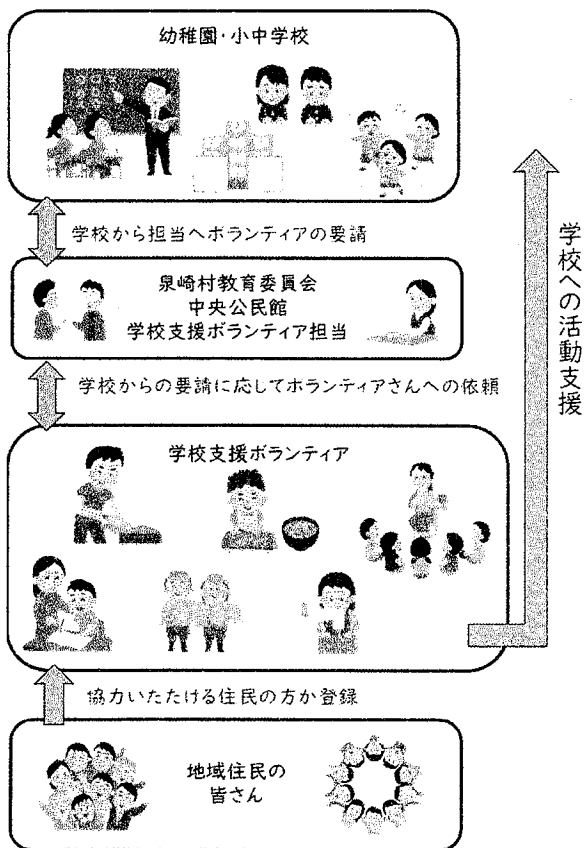 幼稚園・小中学校
学校から担当へボランティアの要請
泉崎村教育委員会
中央公民館
学校支援ボランティア担当
学校からの要請に応じてボランティアさんへの依頼
学校支援ボランティア
学校への活動支援
協力いただける住民の方が登録
地域住民の
皆さん